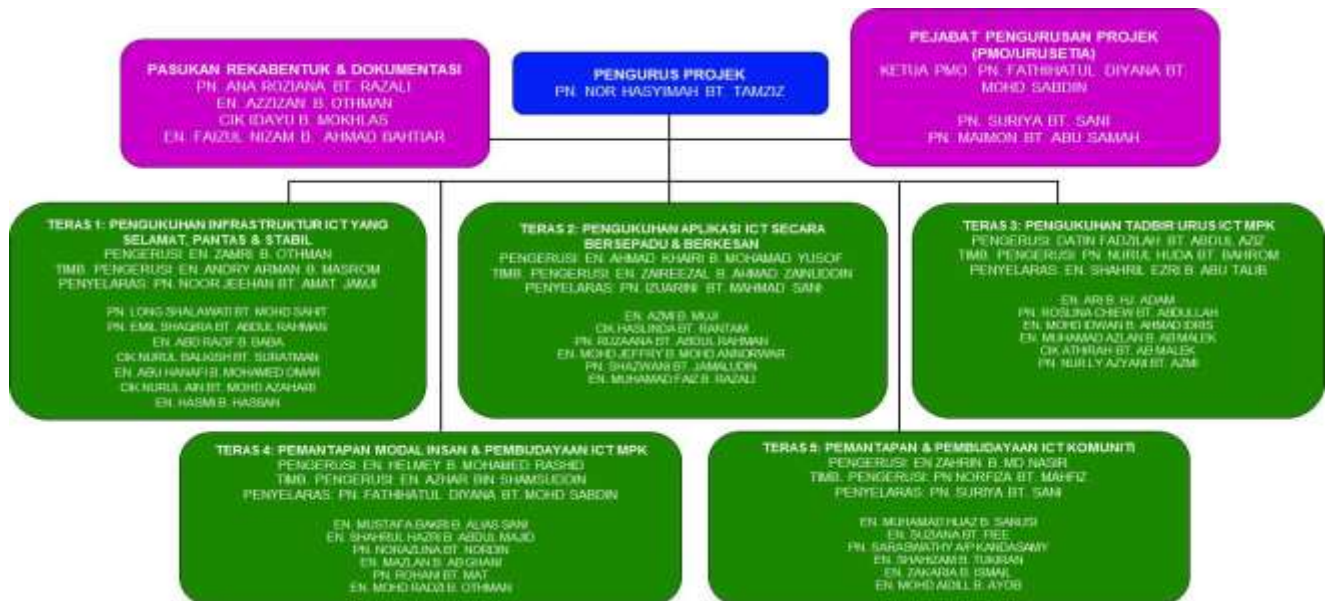 PASUKAN REKABENTUK & DOKUMENTASI
PN. ANA ROZIANA BT. RAZALI
EN. AZZIZAN B. OTHMAN
CIK IDAYU B. MOKHLAS
EN. FAIZUL NIZAM B. AHMAD BAHTIAR
PENGURUS PROJEK
PN. NOR HASYIMAH BT. TAMZIZ
PEJABAT PENGURUSAN PROJEK
(PMO/URUSETIA)
KETUA PMO: PN. FATHIHATUL DIYANA BT.
MOHD SABDIN
PN. SURIYA BT. SANI
PN. MAIMON BT. ABU SAMAH
TERAS 1: PENGUKUHAN INFRASTRUKTUR ICT YANG
SELAMAT, PANTAS & STABIL
PENGERUSI: EN. ZAMRI B. OTHMAN
TIMB. PENGERUSI: EN. ANDRY ARMAN B. MASROM
PENYELARAS: PN. NOOR JEEHAN BT. AMAT JAMJI
PN. LONG SHALAWATI BT. MOHD SAHIT
PN. EMIL SHAQIRA BT. ABDUL RAHMAN
EN. ABD RAOF B. BABA
CIK NURUL BALKISH BT. SURATMAN
EN. ABU HANAFI B. MOHAMED OMAR
CIK NURUL AIN BT. MOHD AZAHARI
EN. HASMI B. HASSAN
TERAS 2: PENGUKUHAN APLIKASI ICT SECARA
BERSEPADU & BERKESAN
PENGERUSI: EN. AHMAD KHAIRI B. MOHAMAD YUSOF
TIMB. PENGERUSI: EN. ZAIREEZAL B. AHMAD ZAINUDDIN
PENYELARAS: PN. IZUARINI BT. MAHMAD SANI
EN. AZMI B. MUJI
CIK HASLINDA BT. RANTAM
PN. ROZAANA BT. ABDUL RAHMAN
EN. MOHD JEFFRY B. MOHD ANNORWAR
PN. SHAZWANI BT. JAMALUDIN
EN. MUHAMAD FAIZ B. RAZALI
TERAS 3: PENGUKUHAN TADBIR URUS ICT MPK
PENGERUSI: DATIN FADZILAH BT. ABDUL AZIZ
TIMB. PENGERUSI: PN. NURUL HUDA BT. BAHROM
PENYELARAS: EN. SHAHRIL EZRI B. ABU TALIB
EN. ARI B. HJ. ADAM
PN. ROSLINA CHIEW BT. ABDULLAH
EN. MOHD IDWAN B. AHMAD IDRIS
EN. MUHAMAD AZLAN B. AB MALEK
CIK ATHIRAH BT. AB MALEK
PN. NURLY AZYANI BT. AZMI
TERAS 4: PEMANTAPAN MODAL INSAN & PEMBUDAYAAN ICT MPK
PENGERUSI: EN. HELMEY B. MOHAMED RASHID
TIMB. PENGERUSI: EN. AZHAR BIN SHAMSUDDIN
PENYELARAS: PN. FATHIHATUL DIYANA BT. MOHD SABDIN
EN. MUSTAFA BAKRI B. ALIAS SANI
EN. SHAHRUL HAZRI B. ABDUL MAJID
PN. NORAZLINA BT. NORDIN
EN. MAZLAN B. AB GHANI
PN. ROHANI BT. MAT
EN. MOHD RADZI B. OTHMAN
TERAS 5: PEMANTAPAN & PEMBUDAYAAN ICT KOMUNITI
PENGERUSI: EN ZAHRIN B. MD NASIR
TIMB. PENGERUSI: PN NORFIZA BT. MAHFIZ
PENYELARAS: PN. SURIYA BT. SANI
EN. MUHAMAD HIJAZ B. SARUSI
EN. SUZIANA BT. FIEE
PN. SARASWATHY A/P KANDASAMY
EN. SHAHIZAM B. TUKIRAN
EN. ZAKARIA B. ISMAIL
EN. MOHD AIDILL B. AYOB